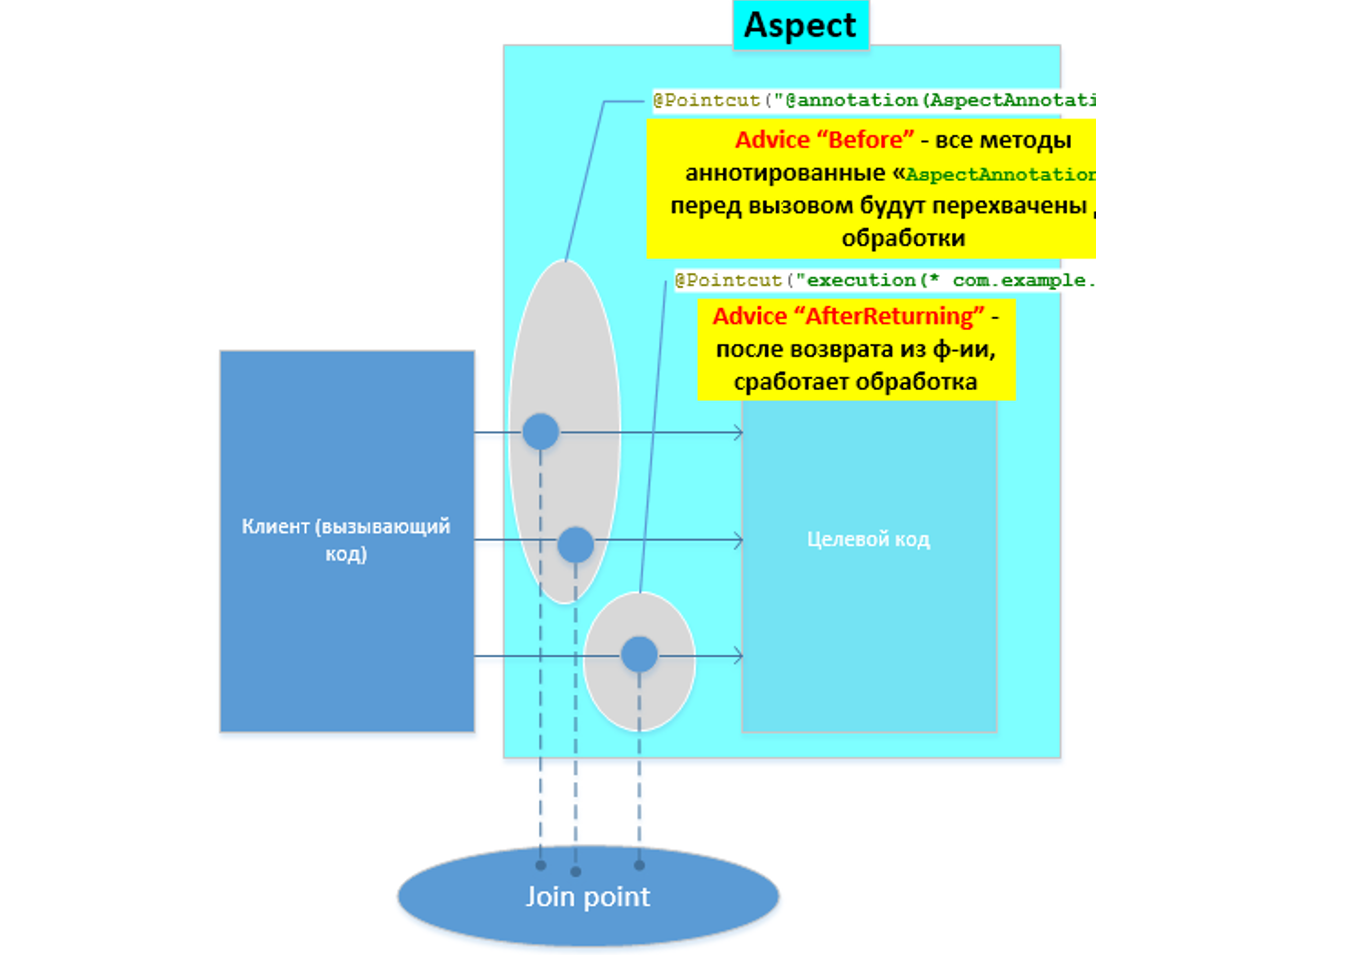 Aspect
@Pointcut("@annotation(AspectAnnotati
Advice “Before” - все методы
аннотированные «AspectAnnotation
перед вызовом будут перехвачены
обработки
@Pointcut("execution(* com.example.
Advice “AfterReturning” -
после возврата из ф-ии,
сработает обработка
Клиент (вызывающий
код)
Целевой код
Join point